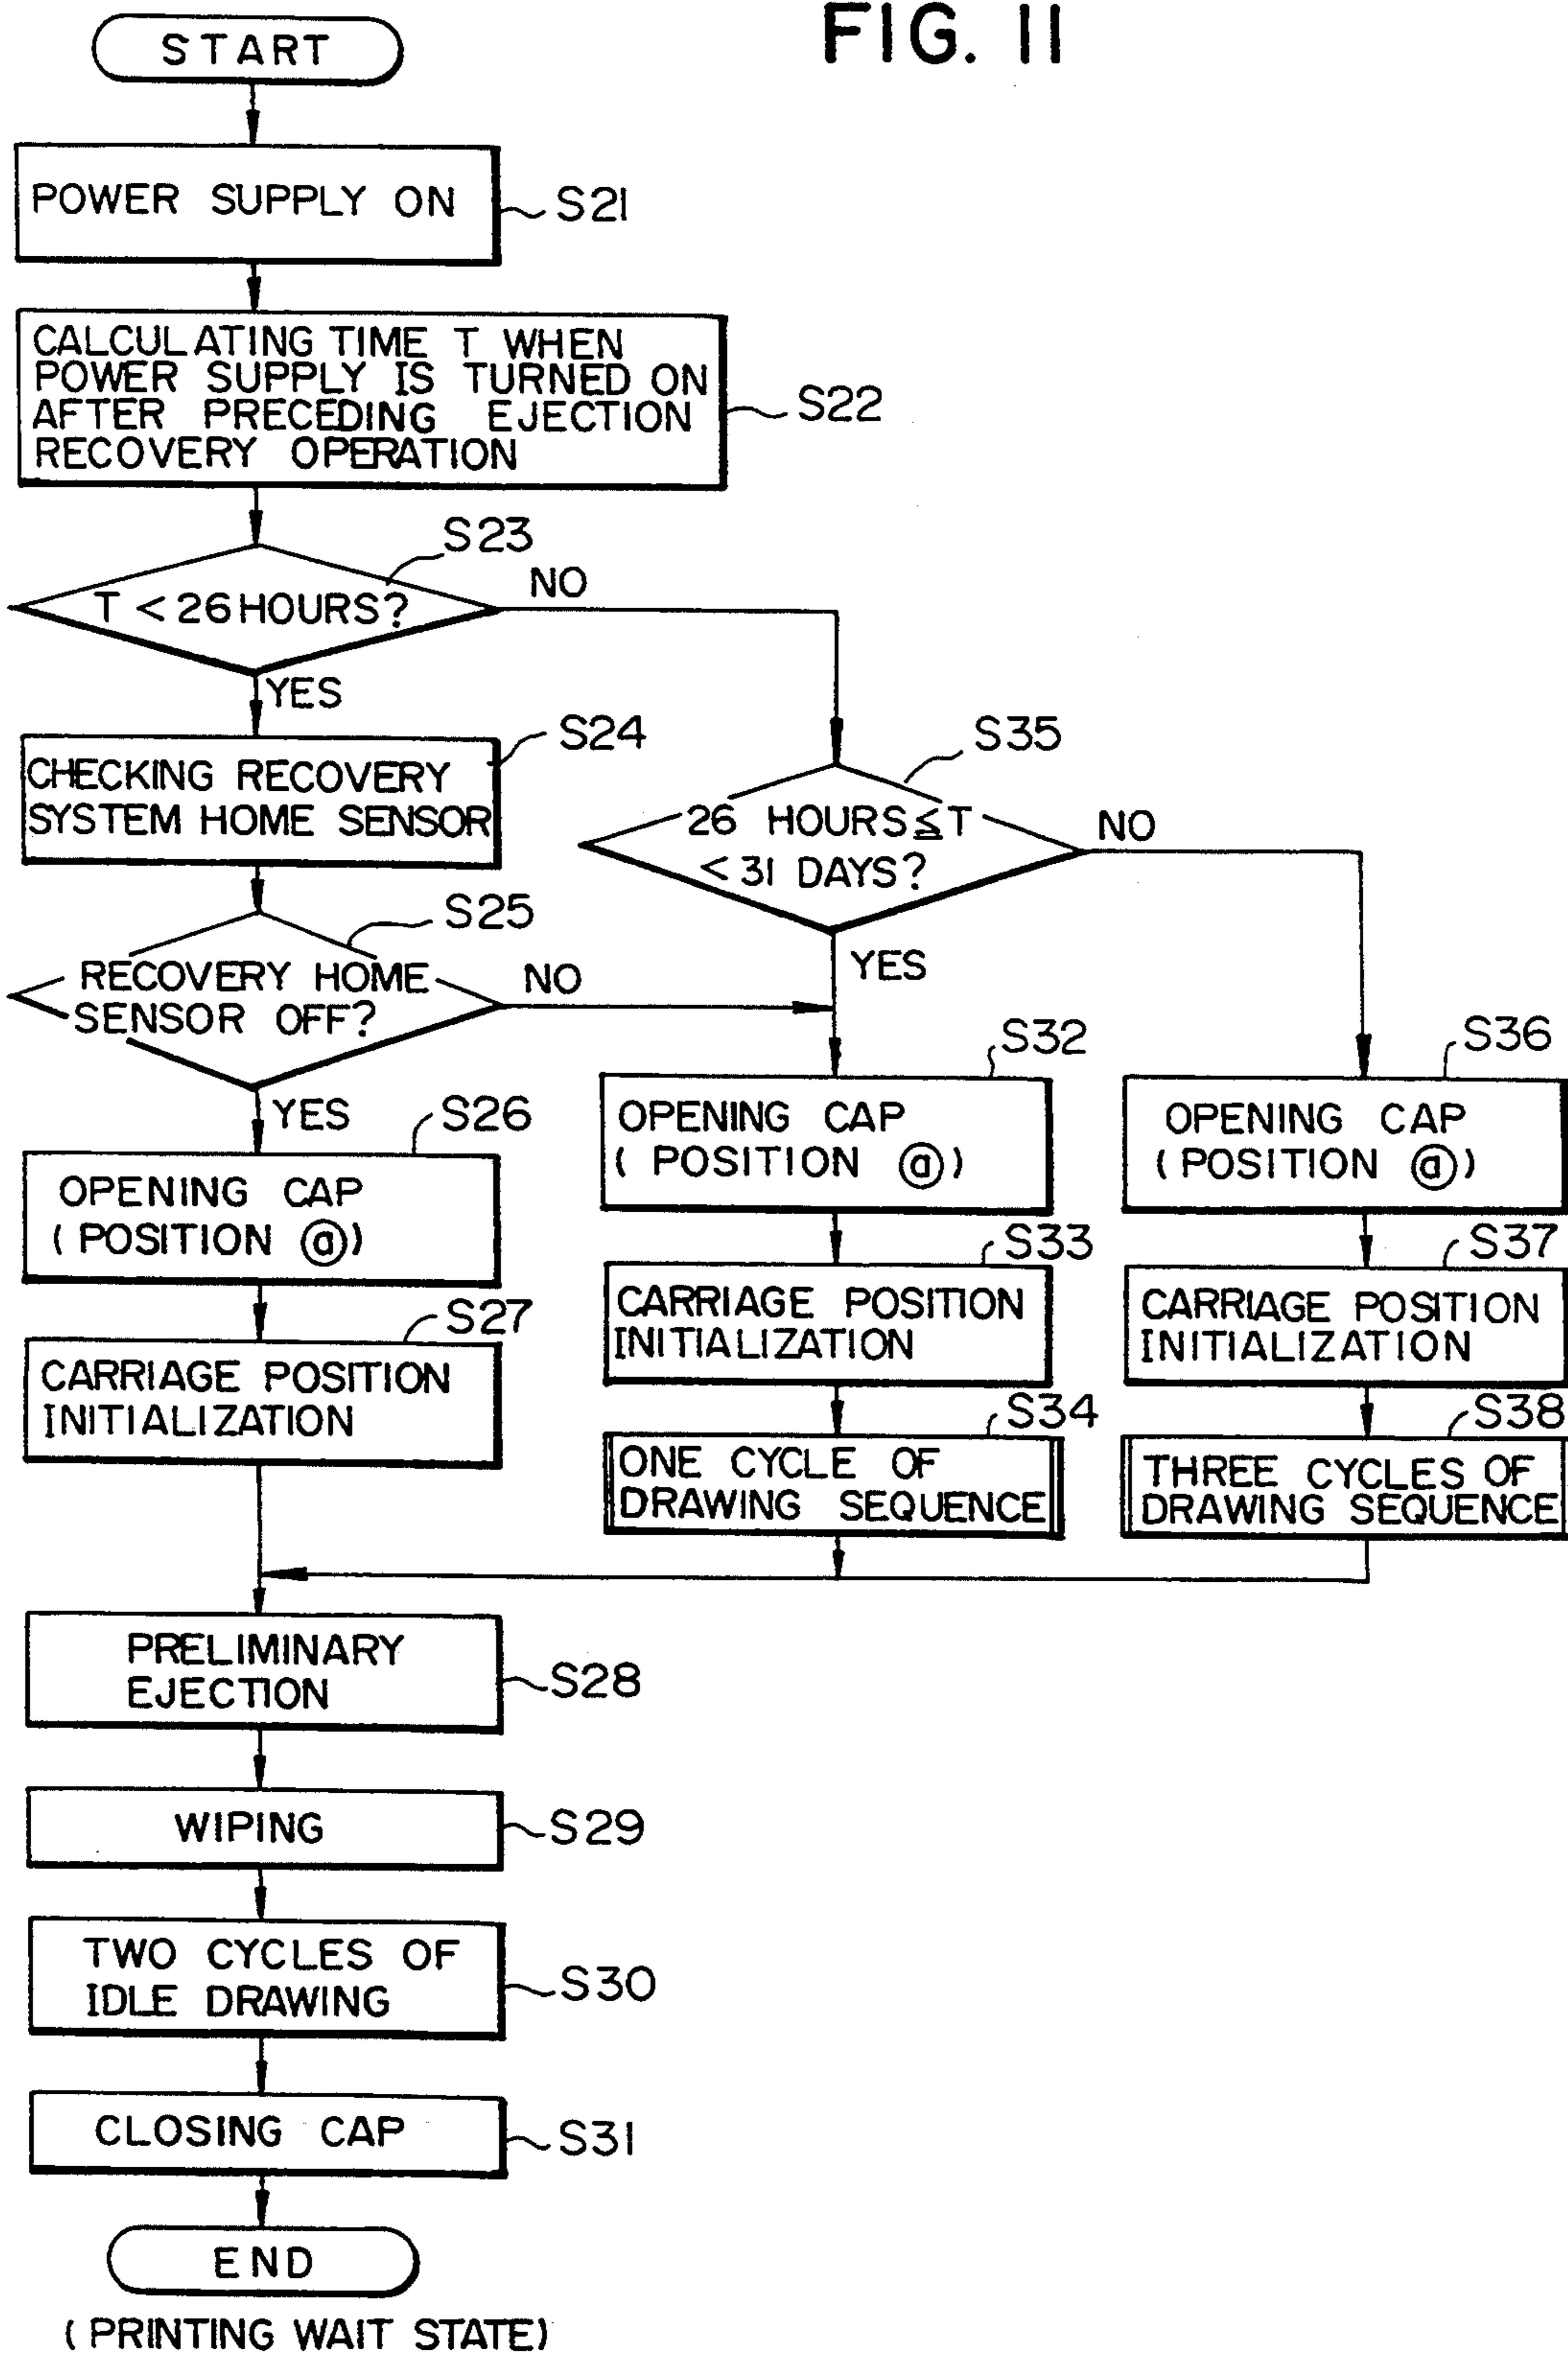 FIG. 11
START
POWER SUPPLY ON
S21
CALCULATING TIME T WHEN
POWER SUPPLY IS TURNED ON
AFTER PRECEDING EJECTION
RECOVERY OPERATION
S22
S23
T < 26 HOURS?
NO
YES
CHECKING RECOVERY
SYSTEM HOME SENSOR
S24
S35
26 HOURS ≦ T
< 31 DAYS?
NO
YES
S25
RECOVERY HOME
SENSOR OFF?
NO
YES
S26
OPENING CAP
(POSITION ⓐ)
S27
CARRIAGE POSITION
INITIALIZATION
S32
OPENING CAP
(POSITION ⓐ)
S33
CARRIAGE POSITION
INITIALIZATION
S34
ONE CYCLE OF
DRAWING SEQUENCE
S36
OPENING CAP
(POSITION ⓐ)
S37
CARRIAGE POSITION
INITIALIZATION
S38
THREE CYCLES OF
DRAWING SEQUENCE
PRELIMINARY
EJECTION
S28
WIPING
S29
TWO CYCLES OF
IDLE DRAWING
S30
CLOSING CAP
S31
END
(PRINTING WAIT STATE)